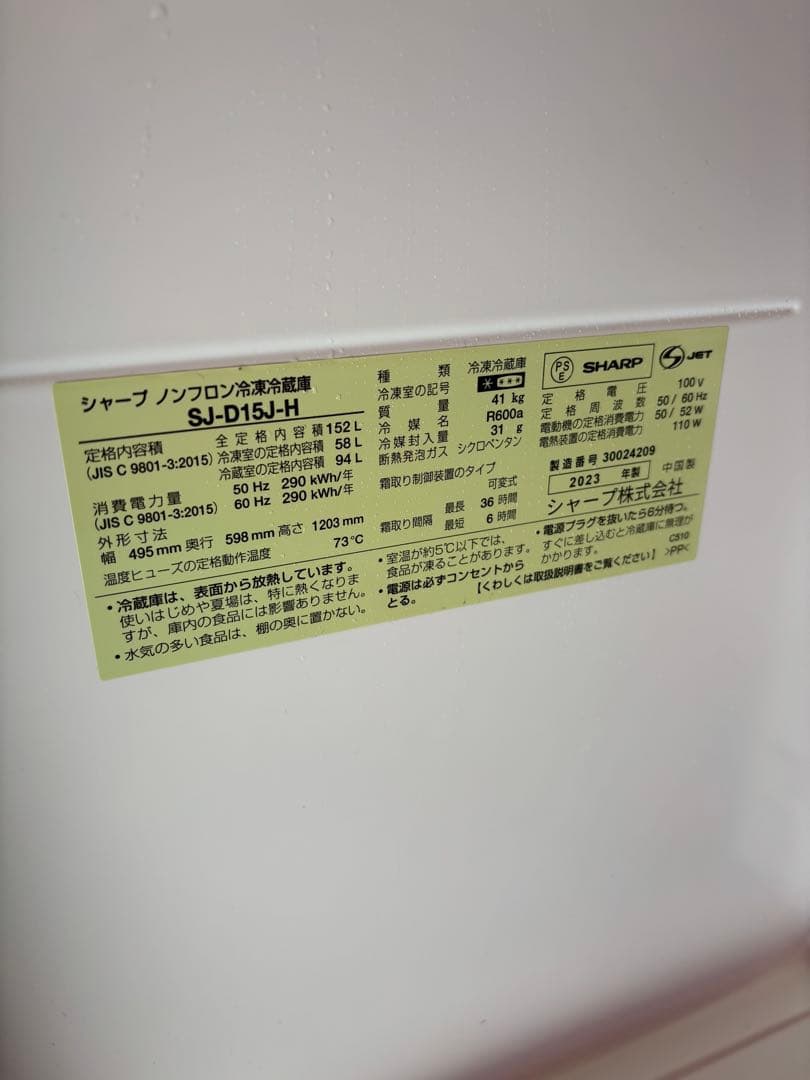 シャープ ノンフロン冷凍冷蔵庫
SJ-D15J-H
定格内容積
(JIS C 9801-3:2015)
全定格内容積 152 L
冷凍室の定格内容積 58 L
冷蔵室の定格内容積 94 L
消費電力量
(JIS C 9801-3:2015)
50 Hz 290 kWh/年
60 Hz 290 kWh/年
外形寸法
幅 495 mm 奥行 598 mm 高さ 1203 mm
温度ヒューズの定格動作温度 73℃
種類 冷凍冷蔵庫
冷凍室の記号 ****
質量 41 kg
冷媒名 R600a
冷媒封入量 31 g
断熱発泡ガス シクロペンタン
霜取り制御装置のタイプ
可変式
霜取り間隔 最長 36 時間
最短 6 時間
PS E SHARP
S JET
定格電圧 100 V
定格周波数 50 / 60 Hz
電動機の定格消費電力 50 / 52 W
電熱装置の定格消費電力 110 W
製造番号 30024209
2023 年製 中国製
シャープ株式会社
• 冷蔵庫は、表面から放熱しています。
使いはじめや夏場は、特に熱くなりま
すが、庫内の食品には影響ありません。
• 水気の多い食品は、棚の奥に置かない。
• 室温が約5℃以下では、
食品が凍ることがあります。
• 電源は必ずコンセントから
とる。
• 電源プラグを抜いたら6分待つ。
すぐに差し込むと冷蔵庫に無理が
かかります。
C510
【くわしくは取扱説明書をご覧ください】 >PP<